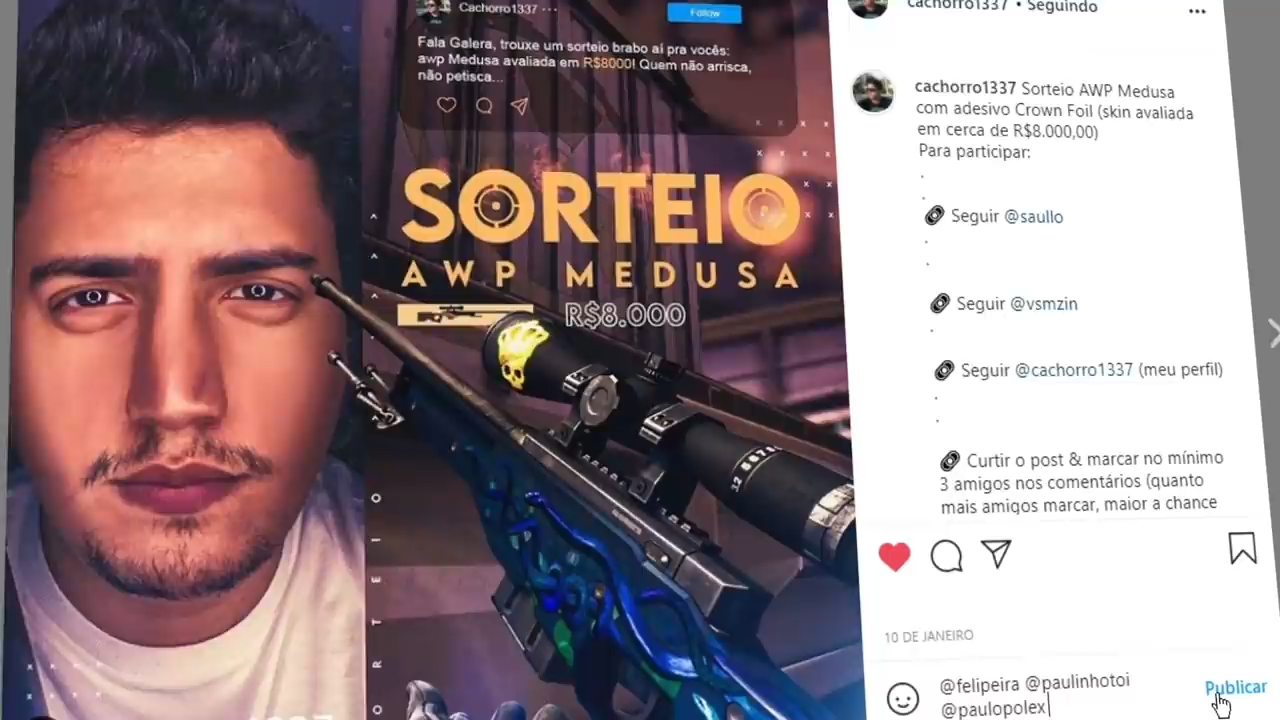 Cachorro1337 ···
Follow
Fala Galera, trouxe um sorteio brabo aí pra vocês:
awp Medusa avaliada em R$8000! Quem não arrisca,
não petisca...
SORTEIO
AWP MEDUSA
R$8.000
SORTEIO
cachorro1337 • Seguindo
cachorro1337 Sorteio AWP Medusa
com adesivo Crown Foil (skin avaliada
em cerca de R$8.000,00)
Para participar:
.
.
Seguir @saullo
.
.
Seguir @vsmzin
.
Seguir @cachorro1337 (meu perfil)
.
.
Curtir o post & marcar no mínimo
3 amigos nos comentários (quanto
mais amigos marcar, maior a chance
10 DE JANEIRO
@felipeira @paulinhotoi
@paulopolex
Publicar